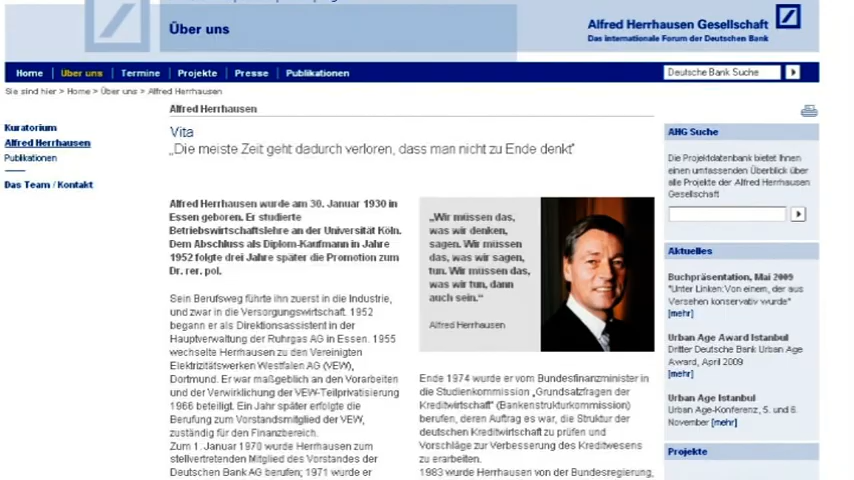 Über uns
Alfred Herrhausen Gesellschaft
Das internationale Forum der Deutschen Bank
Home | Über uns | Termine | Projekte | Presse | Publikationen
Deutsche Bank Suche
Sie sind hier > Home > Über uns > Alfred Herrhausen
Kuratorium
Alfred Herrhausen
Publikationen
Das Team / Kontakt
Alfred Herrhausen
Vita
„Die meiste Zeit geht dadurch verloren, dass man nicht zu Ende denkt"
Alfred Herrhausen wurde am 30. Januar 1930 in
Essen geboren. Er studierte
Betriebswirtschaftslehre an der Universität Köln.
Dem Abschluss als Diplom-Kaufmann in Jahre
1952 folgte drei Jahre später die Promotion zum
Dr. rer. pol.
Sein Berufsweg führte ihn zuerst in die Industrie,
und zwar in die Versorgungswirtschaft. 1952
begann er als Direktionsassistent in der
Hauptverwaltung der Ruhrgas AG in Essen. 1955
wechselte Herrhausen zu den Vereinigten
Elektrizitätswerken Westfalen AG (VEW),
Dortmund. Er war maßgeblich an den Vorarbeiten
und der Verwirklichung der VEW-Teilprivatisierung
1966 beteiligt. Ein Jahr später erfolgte die
Berufung zum Vorstandsmitglied der VEW,
zuständig für den Finanzbereich.
Zum 1. Januar 1970 wurde Herrhausen zum
stellvertretenden Mitglied des Vorstandes der
Deutschen Bank AG berufen; 1971 wurde er
„Wir müssen das,
was wir denken,
sagen. Wir müssen
das, was wir sagen,
tun. Wir müssen das,
was wir tun, dann
auch sein."
Alfred Herrhausen
Ende 1974 wurde er vom Bundesfinanzminister in
die Studienkommission „Grundsatzfragen der
Kreditwirtschaft" (Bankenstrukturkommission)
berufen, deren Auftrag es war, die Struktur der
deutschen Kreditwirtschaft zu prüfen und
Vorschläge zur Verbesserung des Kreditwesens
zu erarbeiten.
1983 wurde Herrhausen von der Bundesregierung,
AHG Suche
Die Projektdatenbank bietet Ihnen
einen umfassenden Überblick über
alle Projekte der Alfred Herrhausen
Gesellschaft
Aktuelles
Buchpräsentation, Mai 2009
"Unter Linken: Von einem, der aus
Versehen konservativ wurde"
[mehr]
Urban Age Award Istanbul
Dritter Deutsche Bank Urban Age
Award, April 2009
[mehr]
Urban Age Istanbul
Urban Age-Konferenz, 5. und 6.
November [mehr]
Projekte